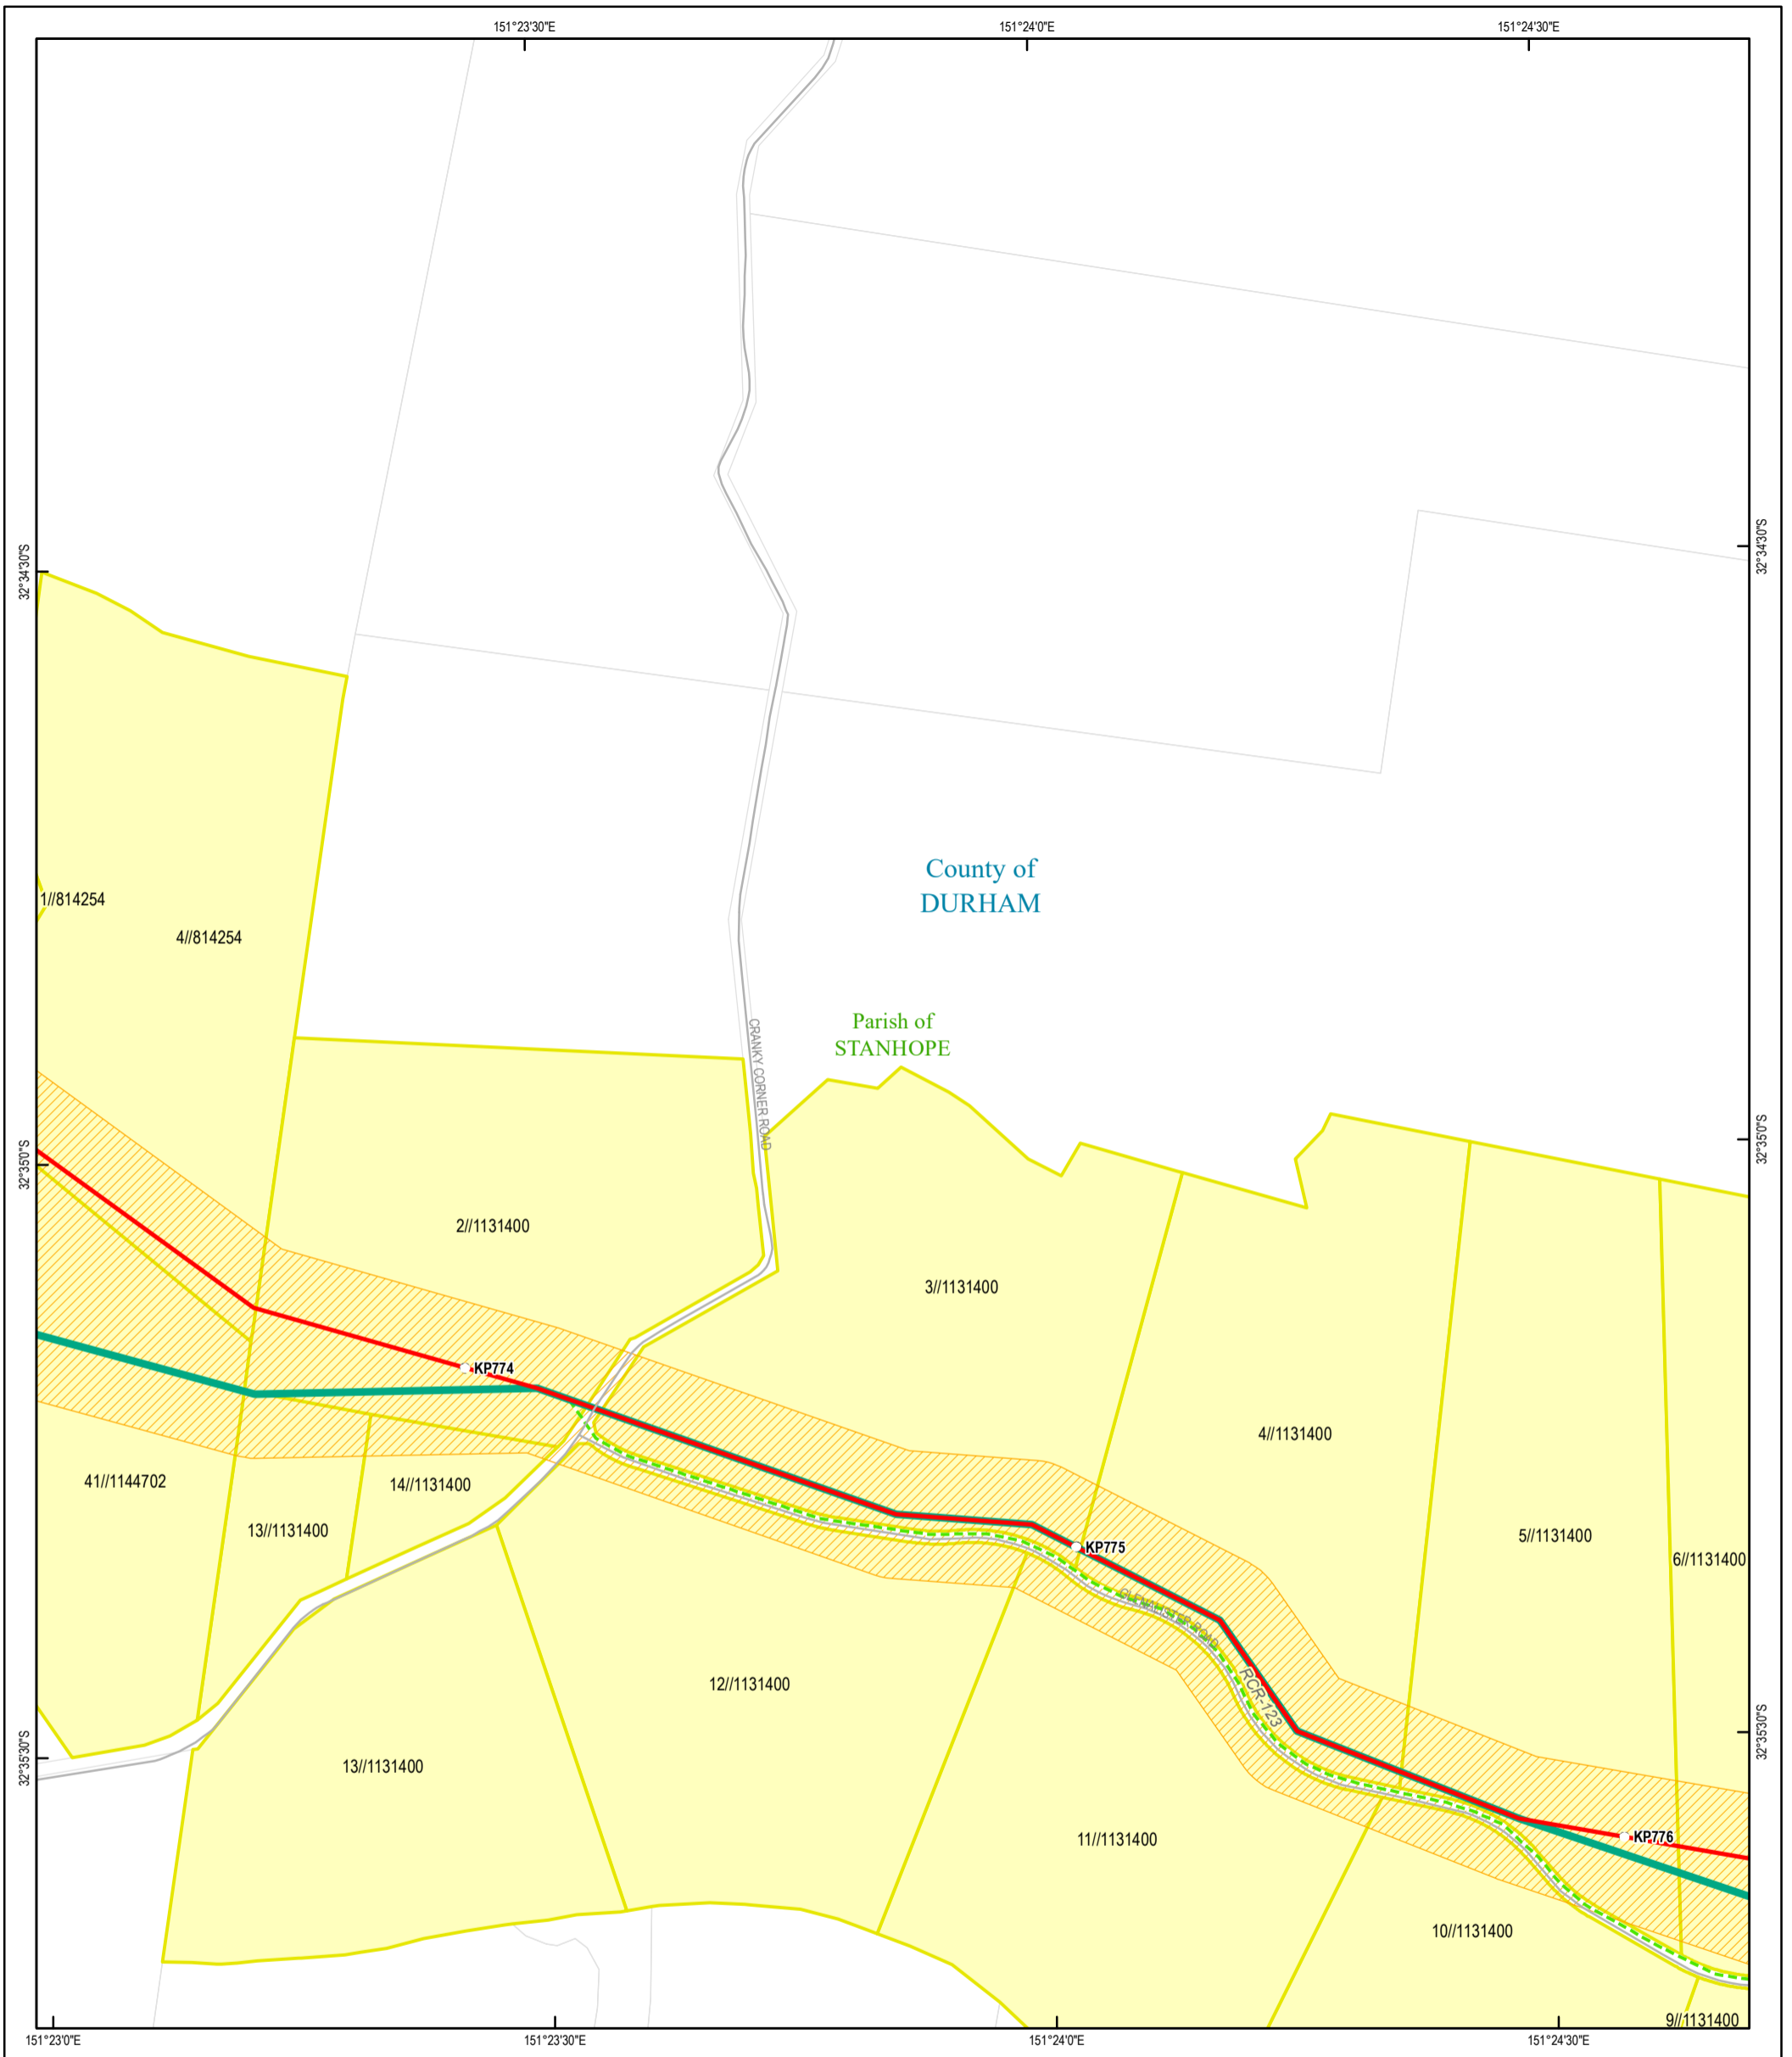 151°23'30"E
151°24'0"E
151°24'30"E
32°34'30"S
32°34'30"S
County of
DURHAM
1//814254
4//814254
Parish of
STANHOPE
CRANKY CORNER ROAD
32°35'0"S
32°35'0"S
2//1131400
3//1131400
KP774
4//1131400
41//1144702
14//1131400
13//1131400
5//1131400
KP775
6//1131400
GLENALISTER ROAD
12//1131400
RCR-123
32°35'30"S
32°35'30"S
13//1131400
11//1131400
KP776
10//1131400
9//1131400
151°23'0"E
151°23'30"E
151°24'0"E
151°24'30"E